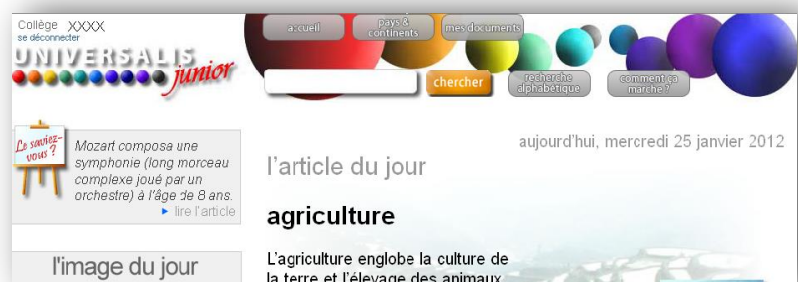 Collège XXXX
se déconnecter
UNIVERSALIS
junior
accueil
pays &
continents
mes documents
chercher
recherche
alphabétique
comment ça
marche ?
Le saviez-
vous ?
Mozart composa une
symphonie (long morceau
complexe joué par un
orchestre) à l'âge de 8 ans.
lire l'article
l'image du jour
aujourd'hui, mercredi 25 janvier 2012
l'article du jour
agriculture
L'agriculture englobe la culture de
la terre et l'élevage des animaux